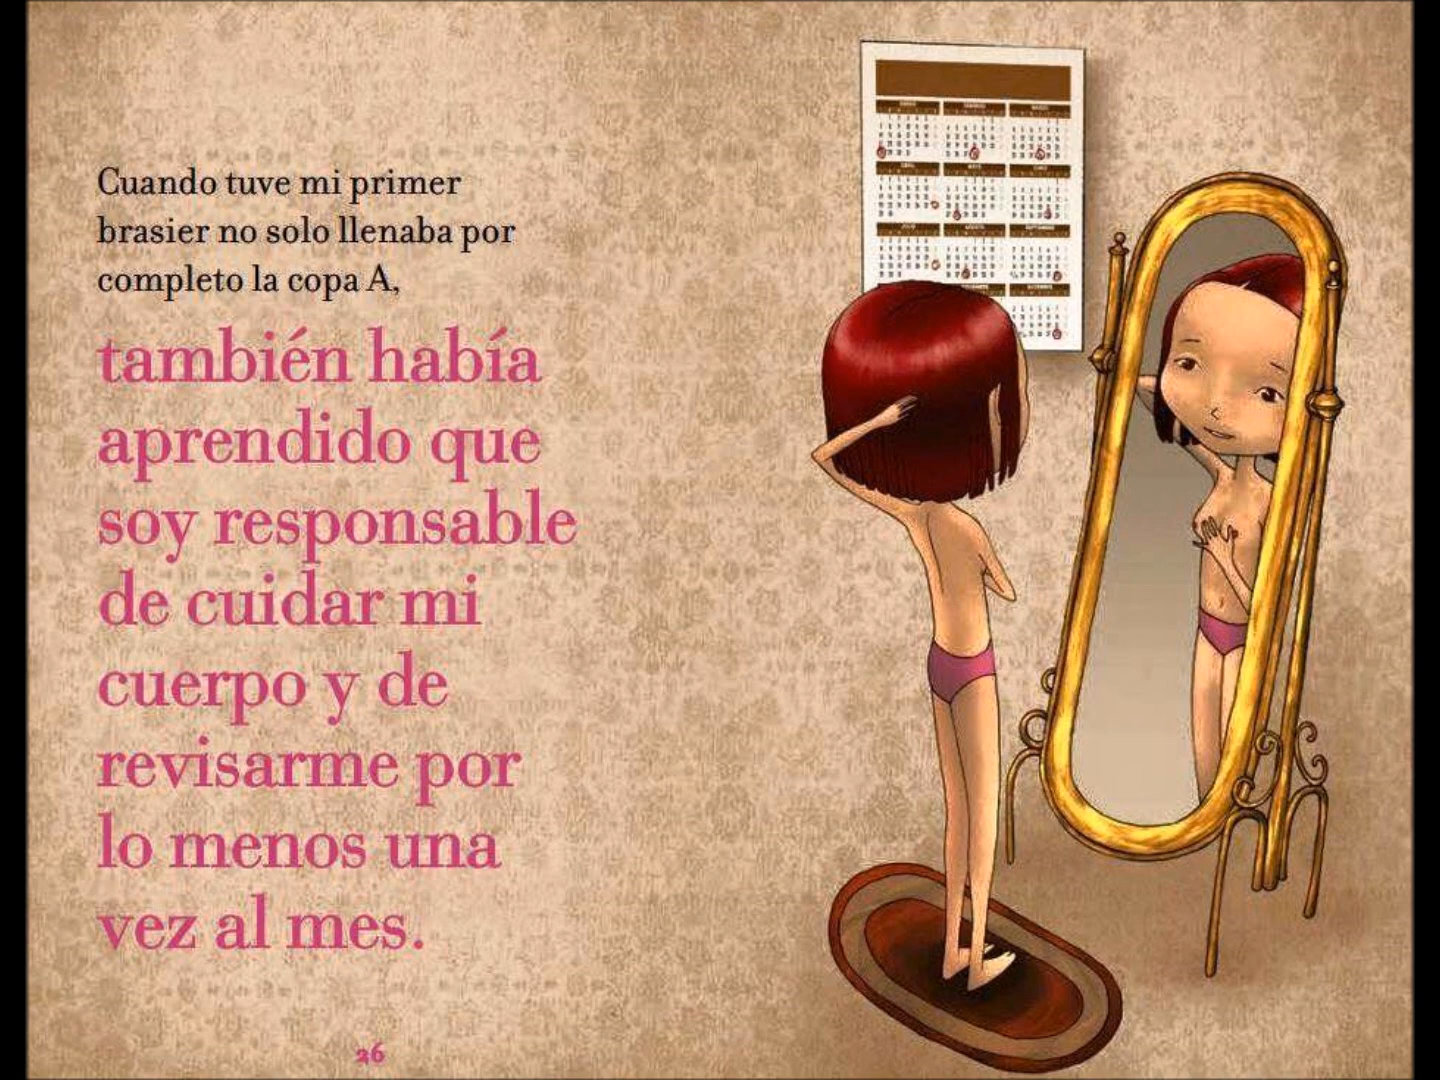 Cuando tuve mi primer
brasier no solo llenaba por
completo la copa A,
también había
aprendido que
soy responsable
de cuidar mi
cuerpo y de
revisarme por
lo menos una
vez al mes.
26